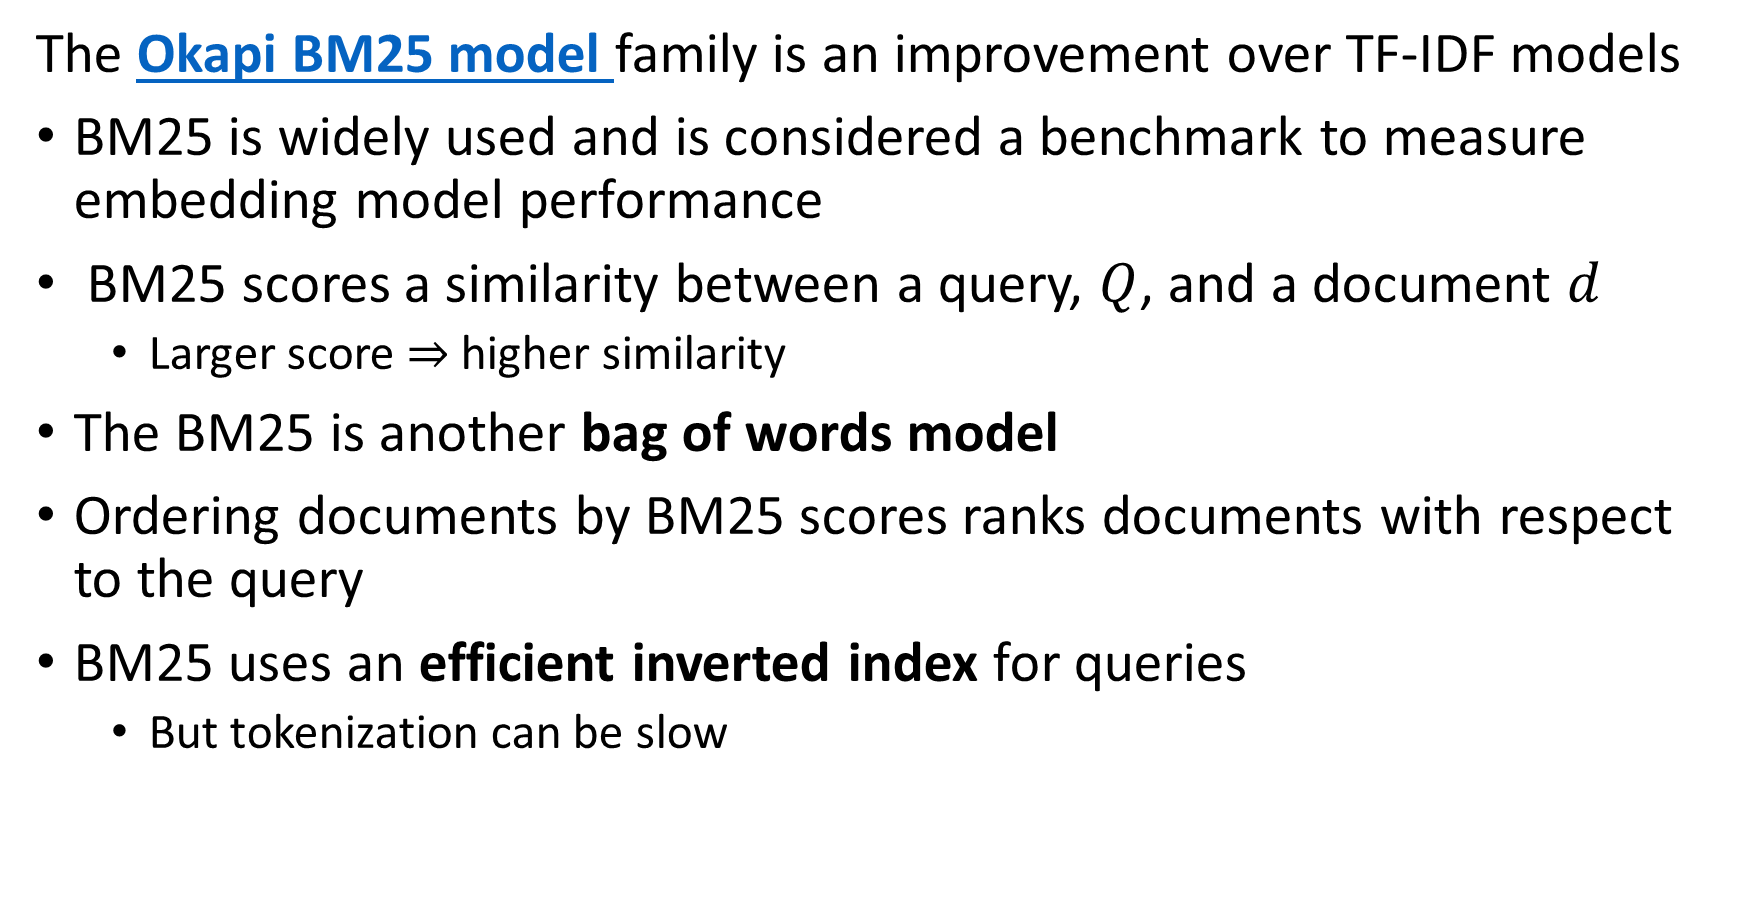 The Okapi BM25 model family is an improvement over TF-IDF models
• BM25 is widely used and is considered a benchmark to measure
embedding model performance
• BM25 scores a similarity between a query, Q, and a document d
• Larger score ⇒ higher similarity
• The BM25 is another bag of words model
• Ordering documents by BM25 scores ranks documents with respect
to the query
• BM25 uses an efficient inverted index for queries
• But tokenization can be slow